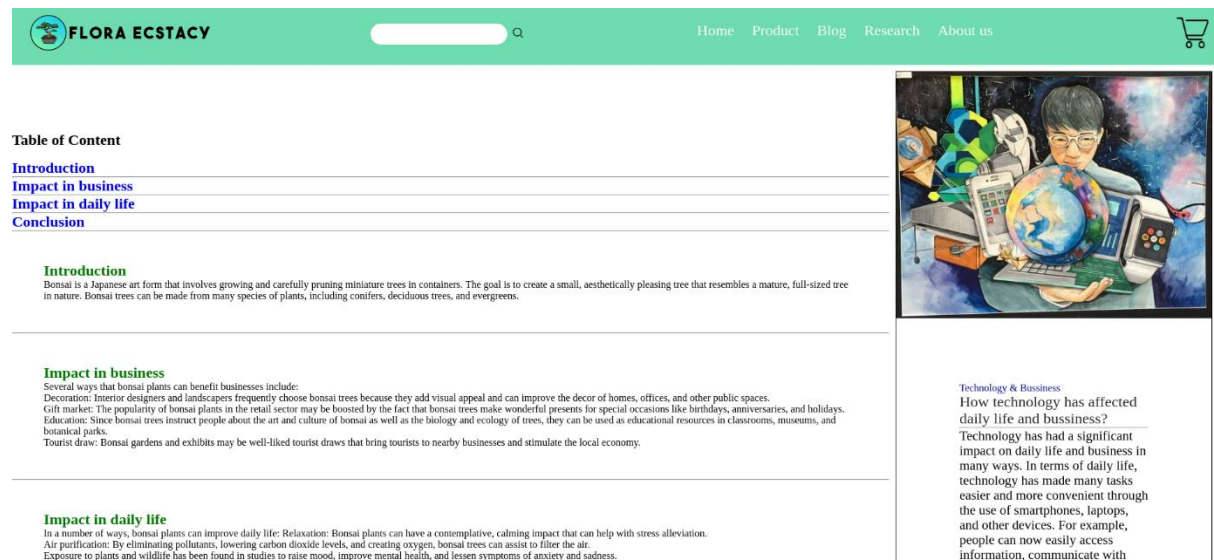 FLORA ECSTACY
Home Product Blog Research About us
Table of Content
Introduction
Impact in business
Impact in daily life
Conclusion
Introduction
Bonsai is a Japanese art form that involves growing and carefully pruning miniature trees in containers. The goal is to create a small, aesthetically pleasing tree that resembles a mature, full-sized tree
in nature. Bonsai trees can be made from many species of plants, including conifers, deciduous trees, and evergreens.
Impact in business
Several ways that bonsai plants can benefit businesses include:
Decoration: Interior designers and landscapers frequently choose bonsai trees because they add visual appeal and can improve the decor of homes, offices, and other public spaces.
Gift market: The popularity of bonsai plants in the retail sector may be boosted by the fact that bonsai trees make wonderful presents for special occasions like birthdays, anniversaries, and holidays.
Education: Since bonsai trees instruct people about the art and culture of bonsai as well as the biology and ecology of trees, they can be used as educational resources in classrooms, museums, and
botanical parks.
Tourist draw: Bonsai gardens and exhibits may be well-liked tourist draws that bring tourists to nearby businesses and stimulate the local economy.
Impact in daily life
In a number of ways, bonsai plants can improve daily life: Relaxation: Bonsai plants can have a contemplative, calming impact that can help with stress alleviation.
Air purification: By eliminating pollutants, lowering carbon dioxide levels, and creating oxygen, bonsai trees can assist to filter the air.
Exposure to plants and wildlife has been found in studies to raise mood, improve mental health, and lessen symptoms of anxiety and sadness.
Technology & Bussiness
How technology has affected
daily life and bussiness?
Technology has had a significant
impact on daily life and business in
many ways. In terms of daily life,
technology has made many tasks
easier and more convenient through
the use of smartphones, laptops,
and other devices. For example,
people can now easily access
information, communicate with